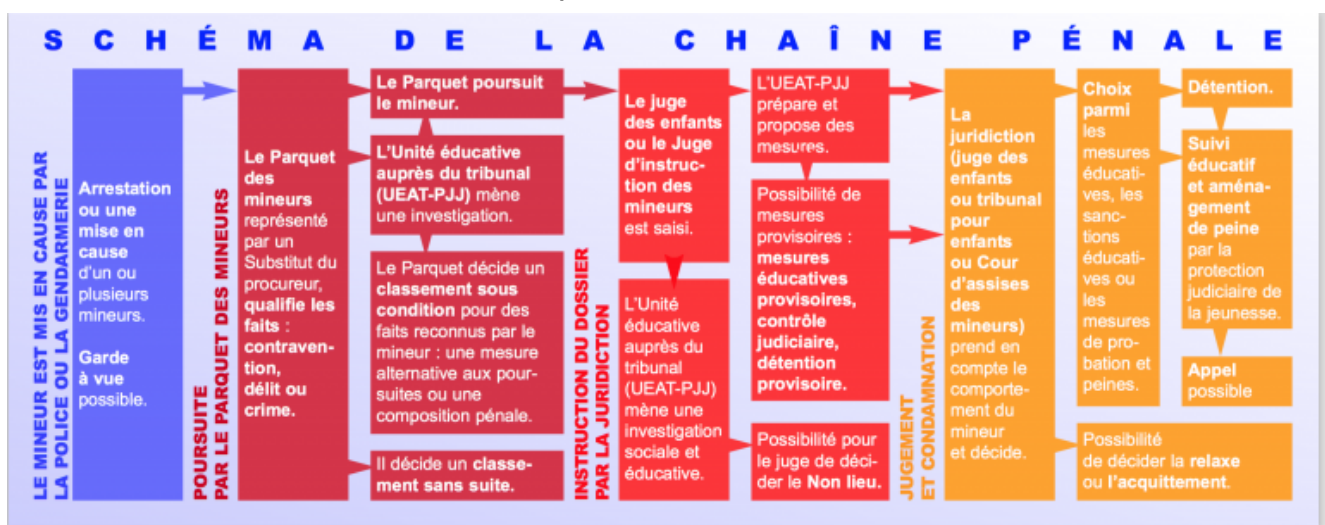 SCHÉMA DE LA CHAÎNE PÉNALE
LE MINEUR EST MIS EN CAUSE PAR
LA POLICE OU LA GENDARMERIE
Arrestation
ou une
mise en
cause
d'un ou
plusieurs
mineurs.
Garde
à vue
possible.
POURSUITE
PAR LE PARQUET DES MINEURS
Le Parquet
des
mineurs
représenté
par un
Substitut du
procureur,
qualifie les
faits :
contraven-
tion,
délit ou
crime.
Le Parquet poursuit
le mineur.
L'Unité éducative
auprès du tribunal
(UEAT-PJJ) mène
une investigation.
Le Parquet décide un
classement sous
condition pour des
faits reconnus par le
mineur : une mesure
alternative aux pour-
suites ou une
composition pénale.
Il décide un classe-
ment sans suite.
INSTRUCTION DU DOSSIER
PAR LA JURIDICTION
Le juge
des enfants
ou le Juge
d'instruc-
tion des
mineurs
est saisi.
L'Unité
éducative
auprès du
tribunal
(UEAT-PJJ)
mène une
investigation
sociale et
éducative.
L'UEAT-PJJ
prépare et
propose des
mesures.
Possibilité de
mesures
provisoires :
mesures
éducatives
provisoires,
contrôle
judiciaire,
détention
provisoire.
Possibilité pour
le juge de déci-
der le Non lieu.
JUGEMENT
ET CONDAMNATION
La
juridiction
(juge des
enfants
ou tribunal
pour
enfants
ou Cour
d'assises
des
mineurs)
prend en
compte le
comporte-
ment du
mineur
et décide.
Choix
parmi
les
mesures
éducati-
ves, les
sanc-
tions
éducati-
ves ou
les
mesures
de pro-
bation et
peines.
Détention.
Suivi
éducatif
et aména-
gement
de peine
par la
protection
judiciaire de
la jeunesse.
Appel
possible
Possibilité
de décider la relaxe
ou l'acquittement.